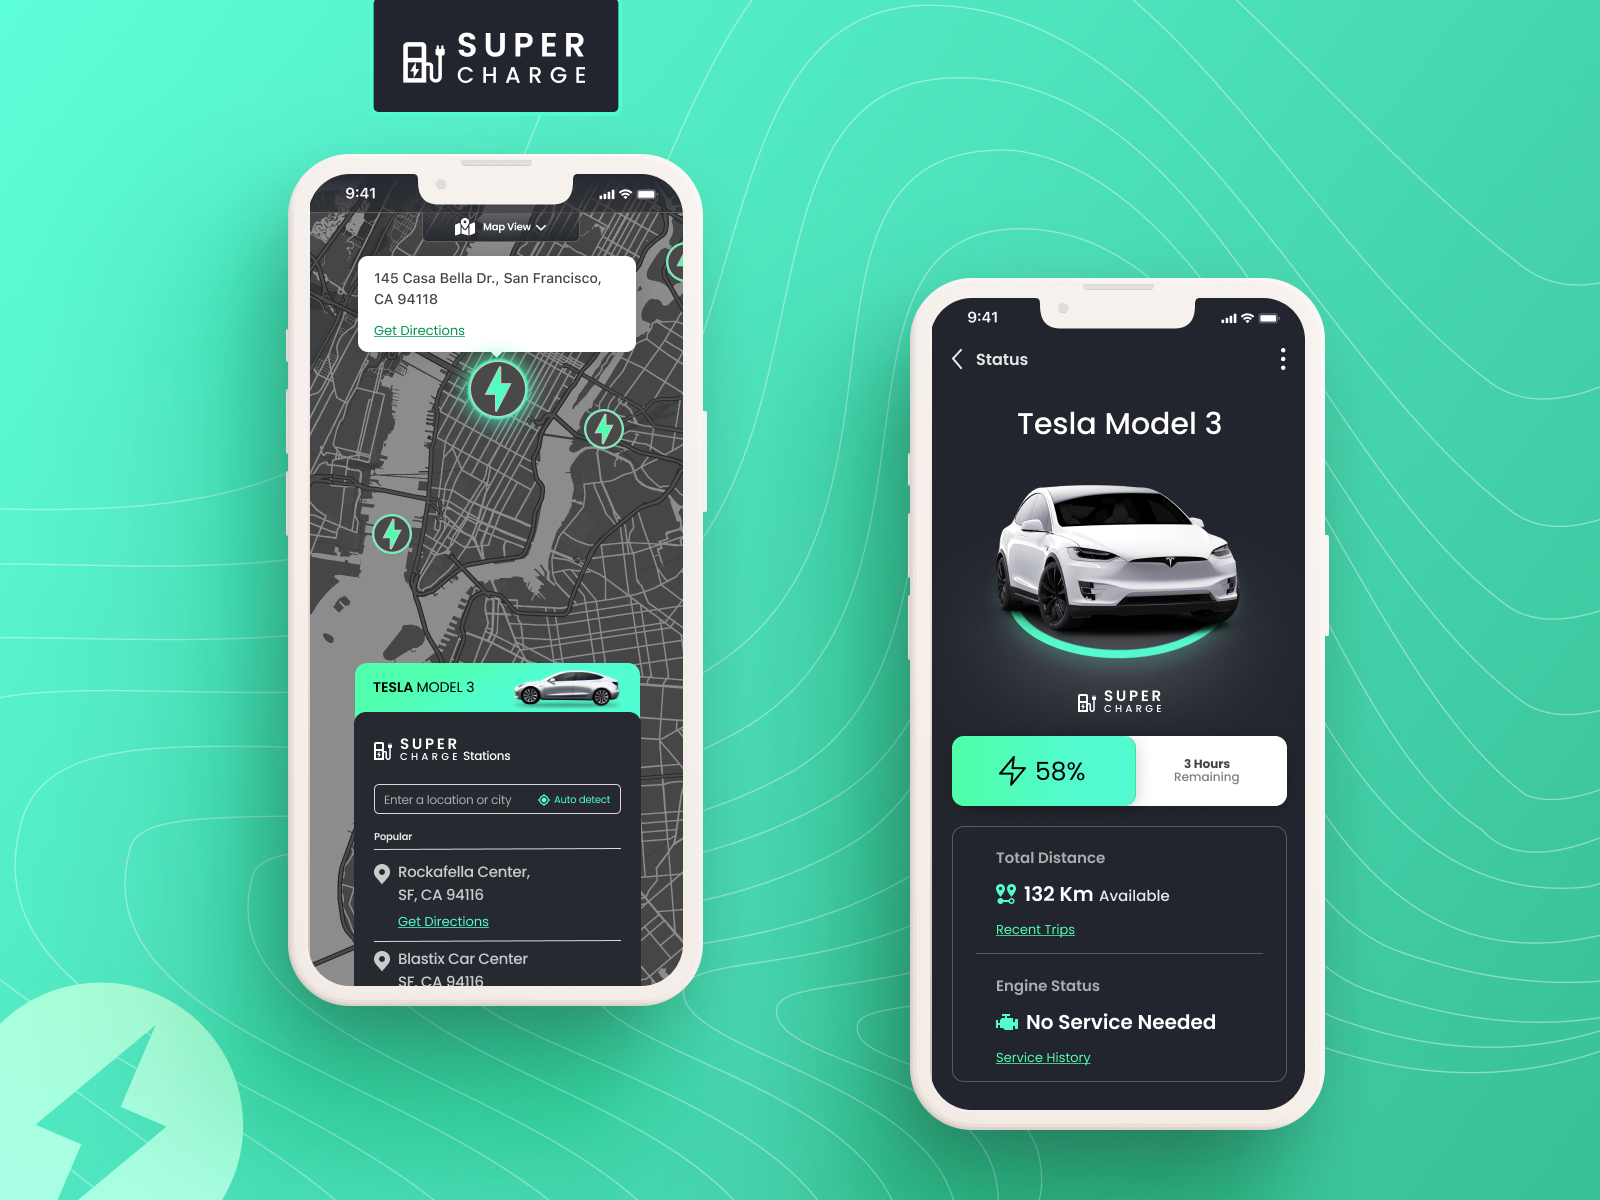 SUPER
CHARGE
9:41
Map View
145 Casa Bella Dr., San Francisco,
CA 94118
Get Directions
TESLA MODEL 3
SUPER
CHARGE Stations
Enter a location or city
Auto detect
Popular
Rockafella Center,
SF, CA 94116
Get Directions
Blastix Car Center
SF, CA 94116
9:41
Status
Tesla Model 3
SUPER
CHARGE
58%
3 Hours
Remaining
Total Distance
132 Km Available
Recent Trips
Engine Status
No Service Needed
Service History